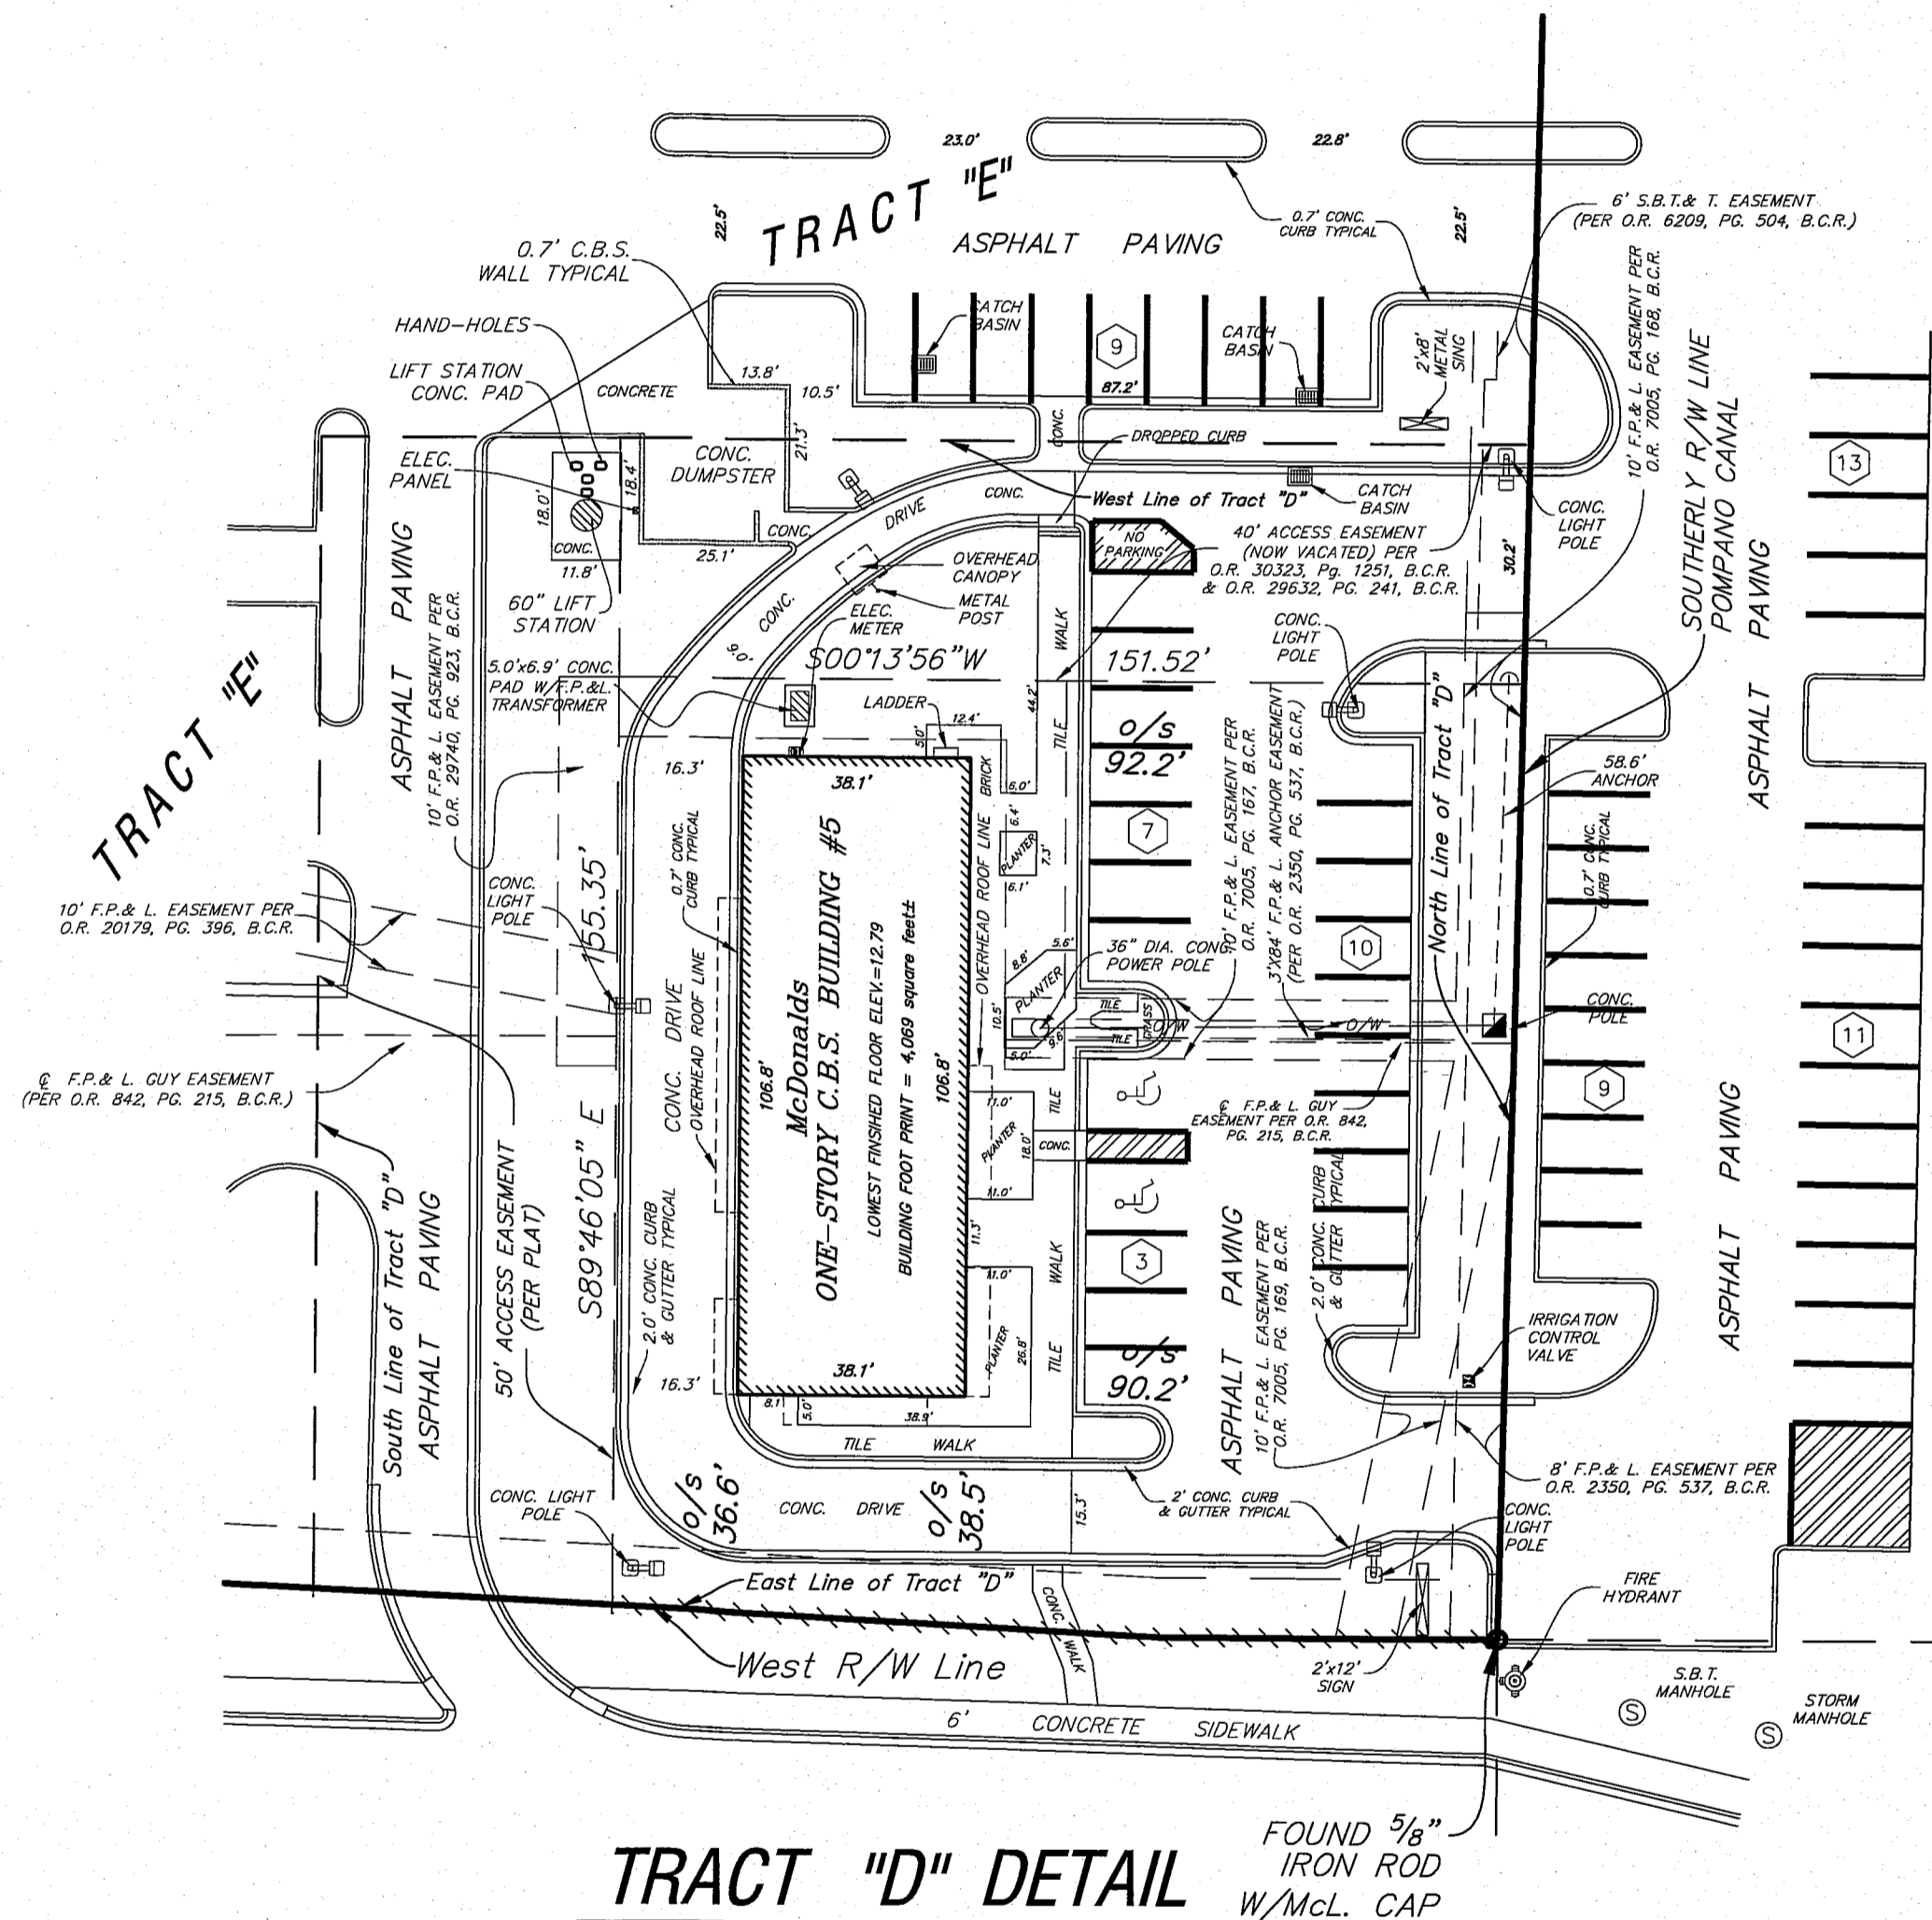 23.0'
22.8'
TRACT "E"
22.5'
22.5'
ASPHALT PAVING
0.7' CONC.
CURB TYPICAL
6' S.B.T.& T. EASEMENT
(PER O.R. 6209, PG. 504, B.C.R.)
0.7' C.B.S.
WALL TYPICAL
HAND-HOLES
LIFT STATION
CONC. PAD
CONCRETE
13.8'
10.5'
21.3'
CATCH
BASIN
9
CATCH
BASIN
87.2'
2'x8'
METAL
SING
10' F.P.& L. EASEMENT PER
O.R. 7005, PG. 168, B.C.R.
SOUTHERLY R/W LINE
POMPANO CANAL
13
ELEC.
PANEL
CONC.
DUMPSTER
18.4'
18.0'
CONC.
11.8'
25.1'
CONC.
CONC.
DROPPED CURB
DRIVE
CONC.
West Line of Tract "D"
CATCH
BASIN
CONC.
LIGHT
POLE
30.2'
NO
PARKING
40' ACCESS EASEMENT
(NOW VACATED) PER
O.R. 30323, Pg. 1251, B.C.R.
& O.R. 29632, PG. 241, B.C.R.
OVERHEAD
CANOPY
METAL
POST
ELEC.
METER
CONC.
9.0'
60" LIFT
STATION
ASPHALT PAVING
10' F.P.& L. EASEMENT PER
O.R. 29740, PG. 923, B.C.R.
5.0'x6.9' CONC.
PAD W/F.P.&L.
TRANSFORMER
S00°13'56"W
151.52'
WALK
CONC.
LIGHT
POLE
ASPHALT PAVING
TRACT "E"
LADDER
12.4'
5.0'
44.2'
TILE
o/s
92.2'
16.3'
38.1'
BRICK
6.0'
6.4'
PLANTER
7.3'
6.1'
7
10' F.P.& L. EASEMENT PER
O.R. 7005, PG. 167, B.C.R.
3'X84' F.P.& L. ANCHOR EASEMENT
(PER O.R. 2350, PG. 537, B.C.R.)
North Line of Tract "D"
58.6'
ANCHOR
0.7' CONC.
CURB TYPICAL
10
155.35'
S89°46'05" E
CONC.
LIGHT
POLE
0.7' CONC.
CURB TYPICAL
CONC. DRIVE
OVERHEAD ROOF LINE
10' F.P.& L. EASEMENT PER
O.R. 20179, PG. 396, B.C.R.
106.8'
McDonalds
ONE-STORY C.B.S. BUILDING #5
LOWEST FINSIHED FLOOR ELEV.=12.79
BUILDING FOOT PRINT = 4,069 square feet±
106.8'
OVERHEAD ROOF LINE
5.6'
8.8'
PLANTER
10.5'
9.6'
5.0'
36" DIA. CONC.
POWER POLE
TILE
TILE
GRASS
O/W
O/W
CONC.
POLE
11
9
℄ F.P.& L. GUY EASEMENT
(PER O.R. 842, PG. 215, B.C.R.)
℄ F.P.& L. GUY
EASEMENT PER O.R. 842,
PG. 215, B.C.R.
11.0'
PKANTER
18.0'
11.0'
TILE
CONC.
11.3'
11.0'
PLANTER
26.8'
WALK
TILE
3
o/s
90.2'
ASPHALT PAVING
10' F.P.& L. EASEMENT PER
O.R. 7005, PG. 169, B.C.R.
2.0' CONC. CURB
& GUTTER TYPICAL
IRRIGATION
CONTROL
VALVE
ASPHALT PAVING
South Line of Tract "D"
ASPHALT PAVING
50' ACCESS EASEMENT
(PER PLAT)
2.0' CONC. CURB
& GUTTER TYPICAL
16.3'
38.1'
8.1'
5.0'
38.9'
TILE WALK
o/s
36.6'
CONC. DRIVE
o/s
38.5'
15.3'
2' CONC. CURB
& GUTTER TYPICAL
8' F.P.& L. EASEMENT PER
O.R. 2350, PG. 537, B.C.R.
CONC.
LIGHT
POLE
CONC. LIGHT
POLE
East Line of Tract "D"
West R/W Line
CONC. WALK
2'x12'
SIGN
FIRE
HYDRANT
S.B.T.
MANHOLE
S
STORM
MANHOLE
S
6' CONCRETE SIDEWALK
TRACT "D" DETAIL
FOUND 5/8"
IRON ROD
W/McL. CAP